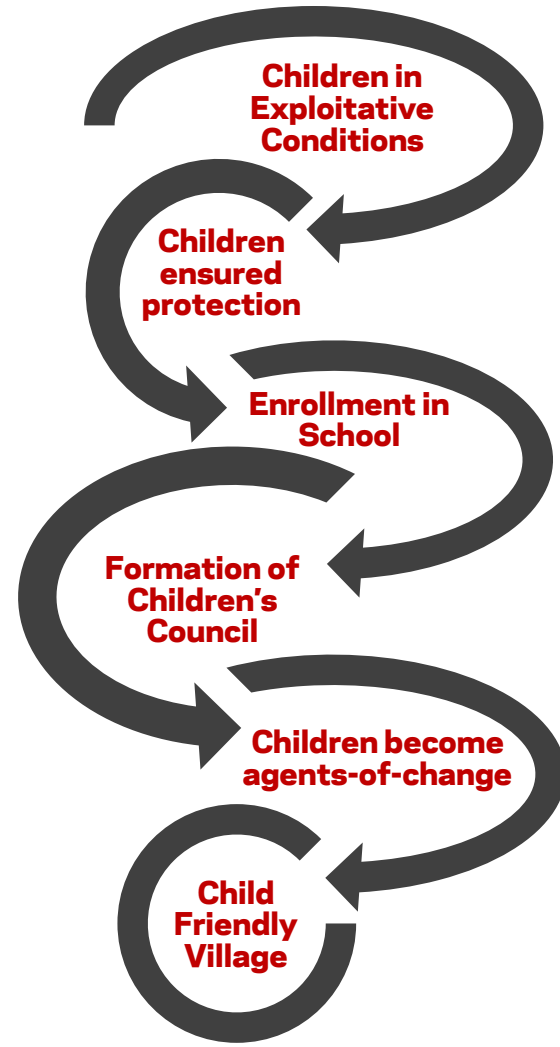 Children in
Exploitative
Conditions
Children
ensured
protection
Enrollment in
School
Formation of
Children's
Council
Children become
agents-of-change
Child
Friendly
Village